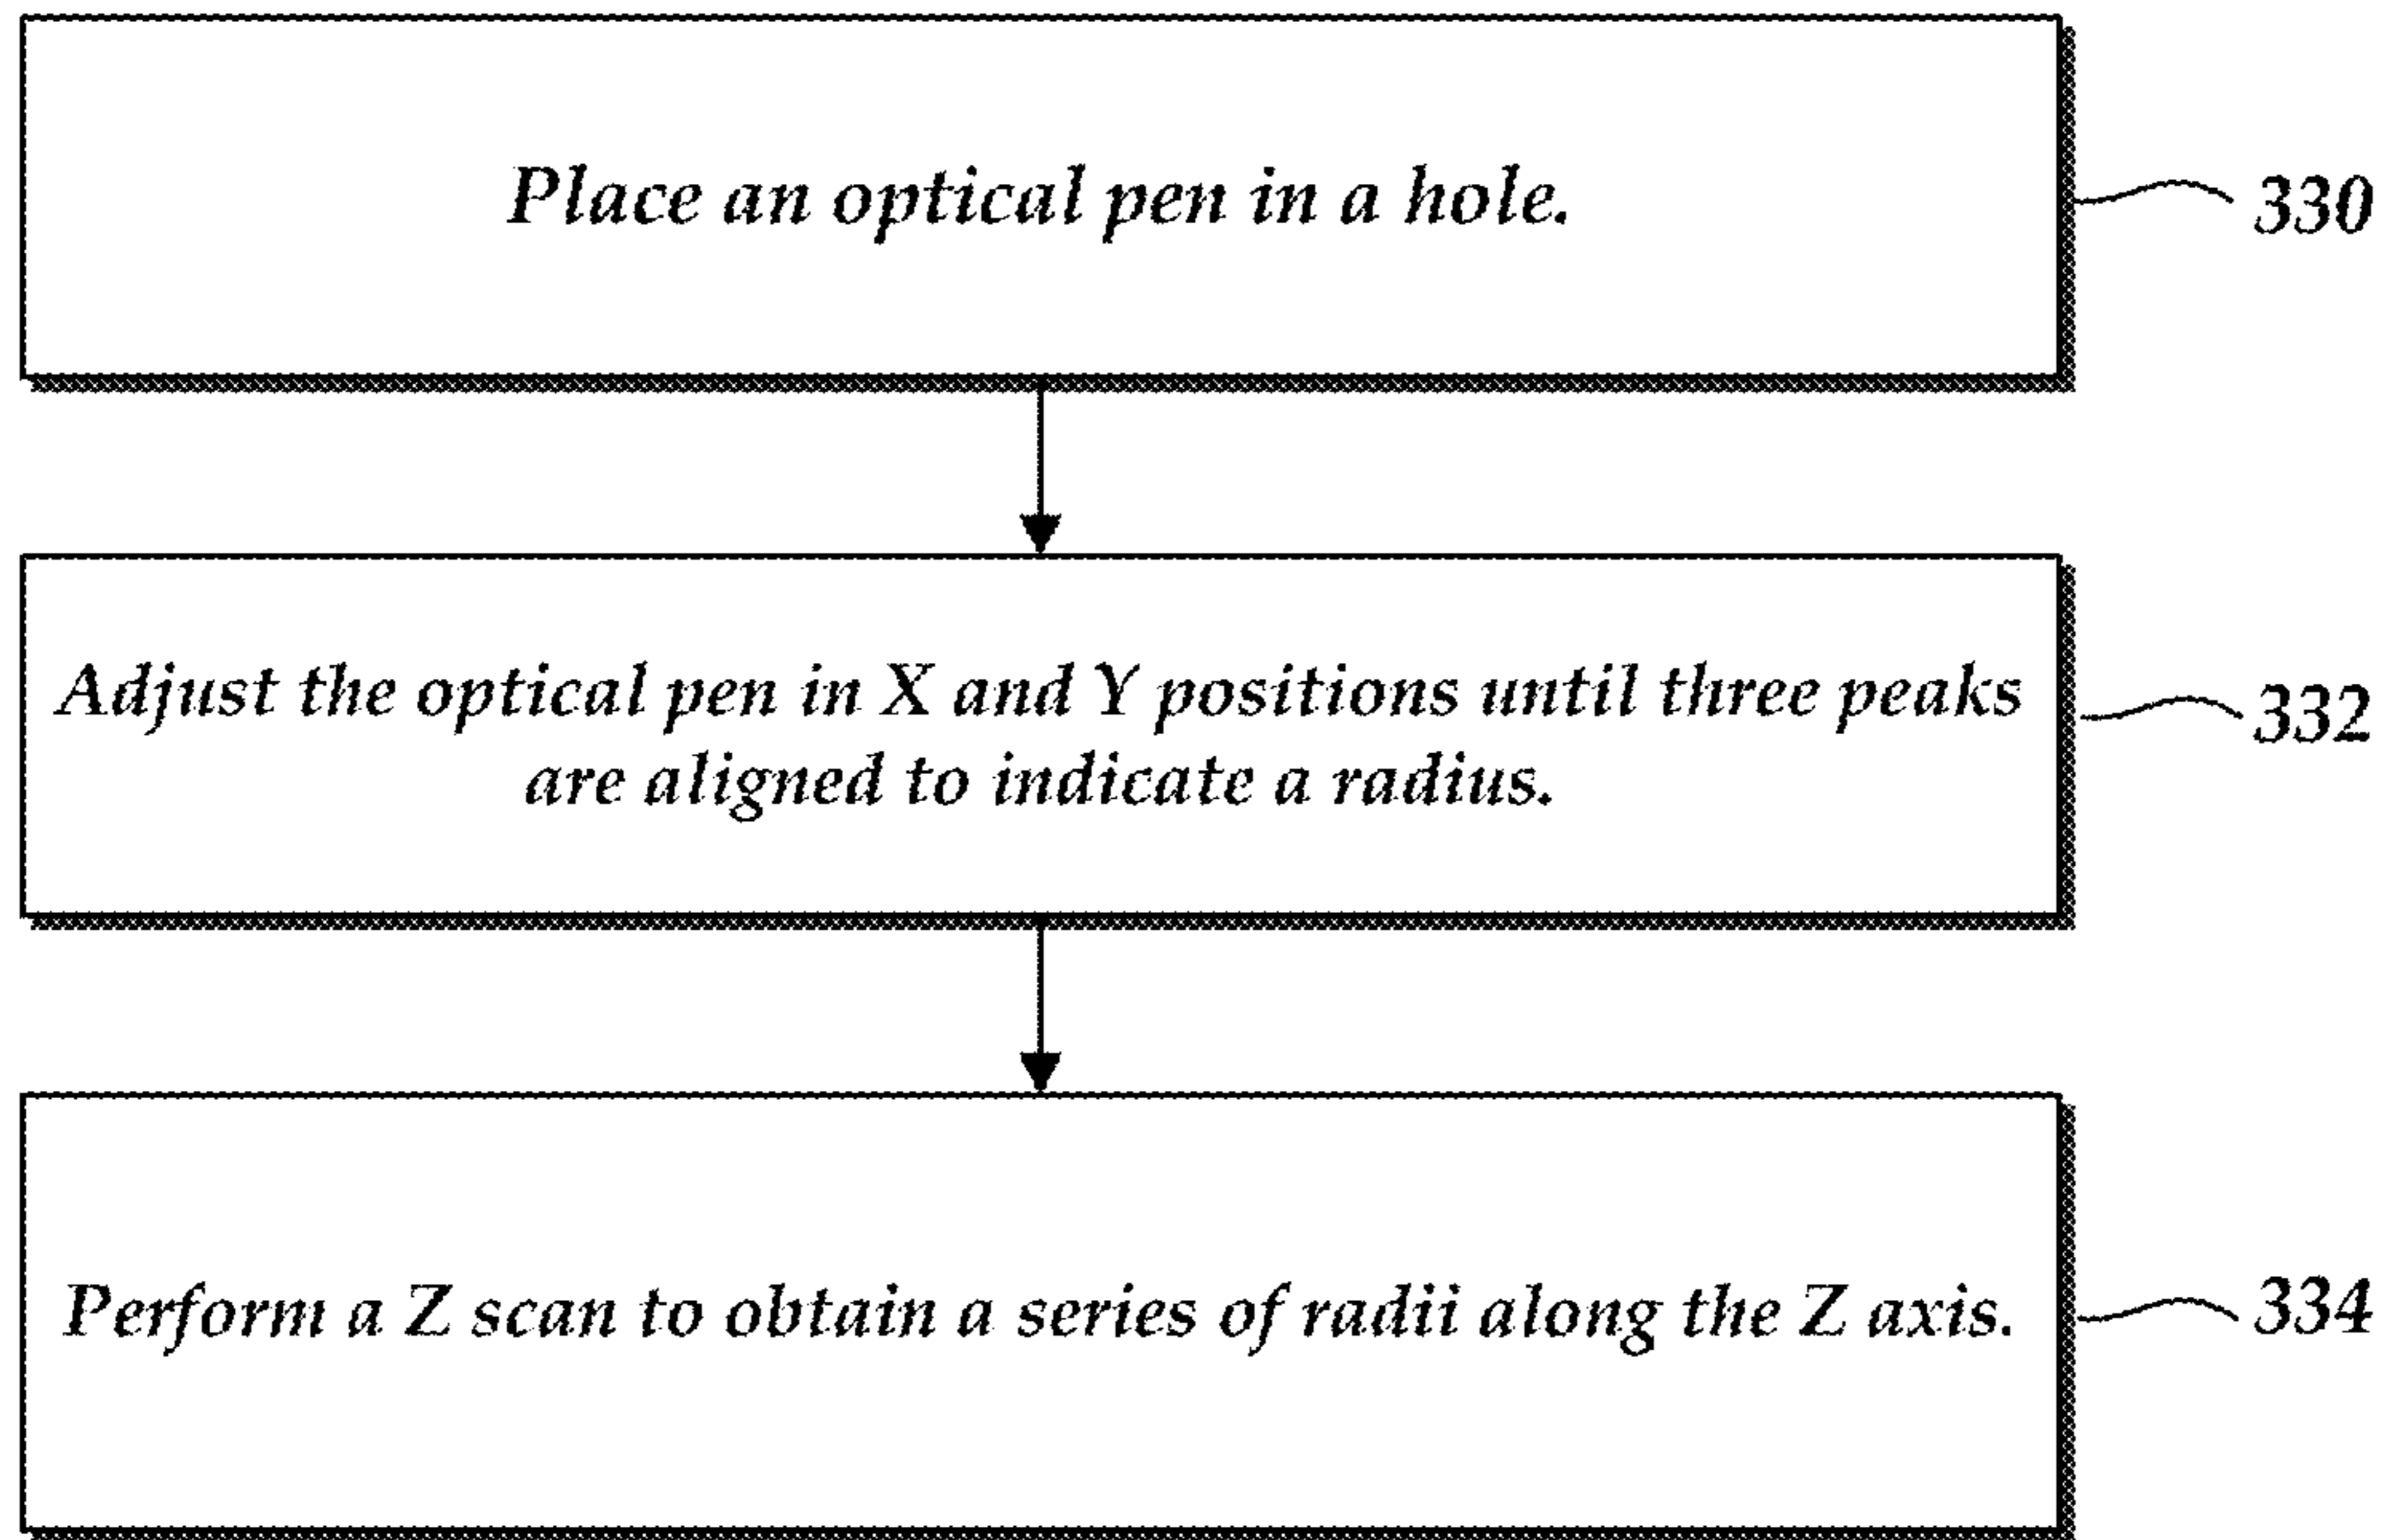 Place an optical pen in a hole.
330
Adjust the optical pen in X and Y positions until three peaks
are aligned to indicate a radius.
332
Perform a Z scan to obtain a series of radii along the Z axis.
334